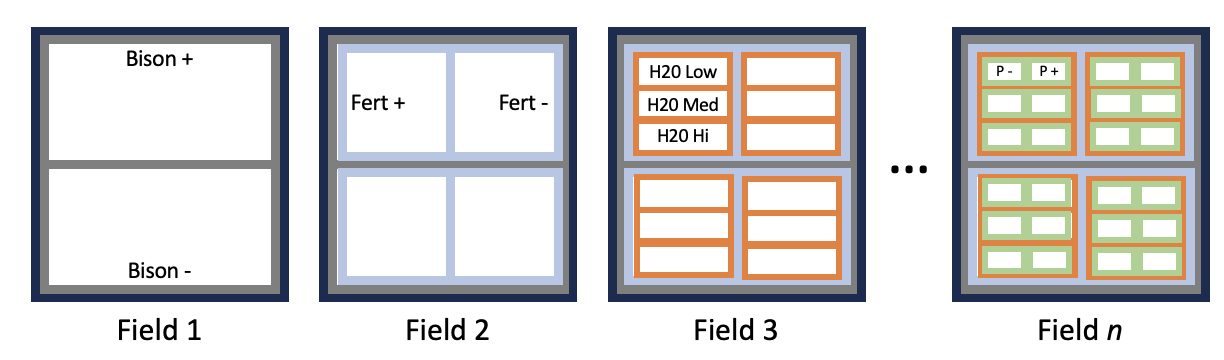 Bison +
Bison -
Field 1
Fert +
Fert -
Field 2
H20 Low
H20 Med
H20 Hi
Field 3
...
P -
P +
Field n